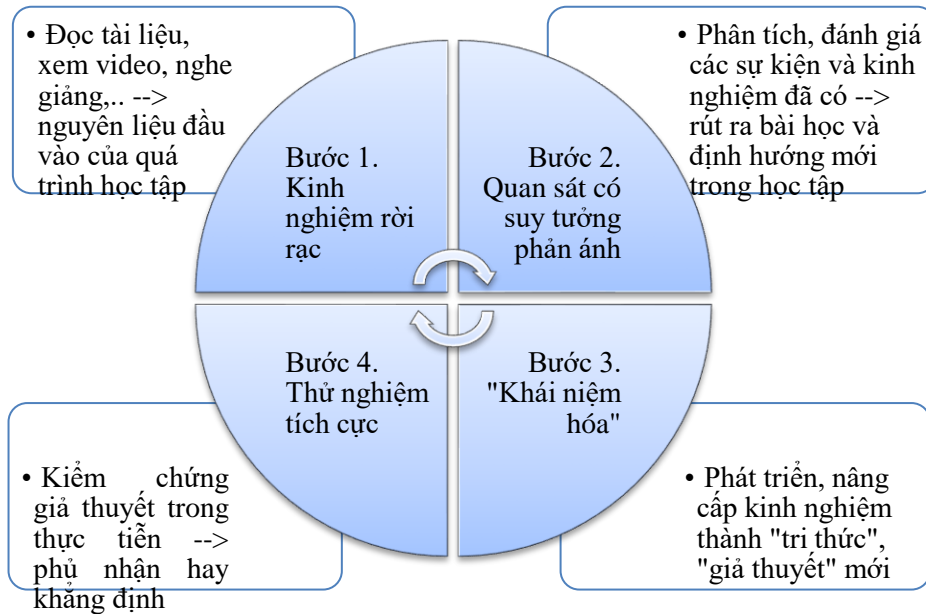 • Đọc tài liệu,
xem video, nghe
giảng,.. -->
nguyên liệu đầu
vào của quá
trình học tập
Bước 1.
Kinh
nghiệm rời
rạc
Bước 2.
Quan sát có
suy tưởng
phản ánh
• Phân tích, đánh giá
các sự kiện và kinh
nghiệm đã có -->
rút ra bài học và
định hướng mới
trong học tập
• Kiểm chứng
giả thuyết trong
thực tiễn -->
phủ nhận hay
khẳng định
Bước 4.
Thử nghiệm
tích cực
Bước 3.
"Khái niệm
hóa"
• Phát triển, nâng
cấp kinh nghiệm
thành "tri thức",
"giả thuyết" mới